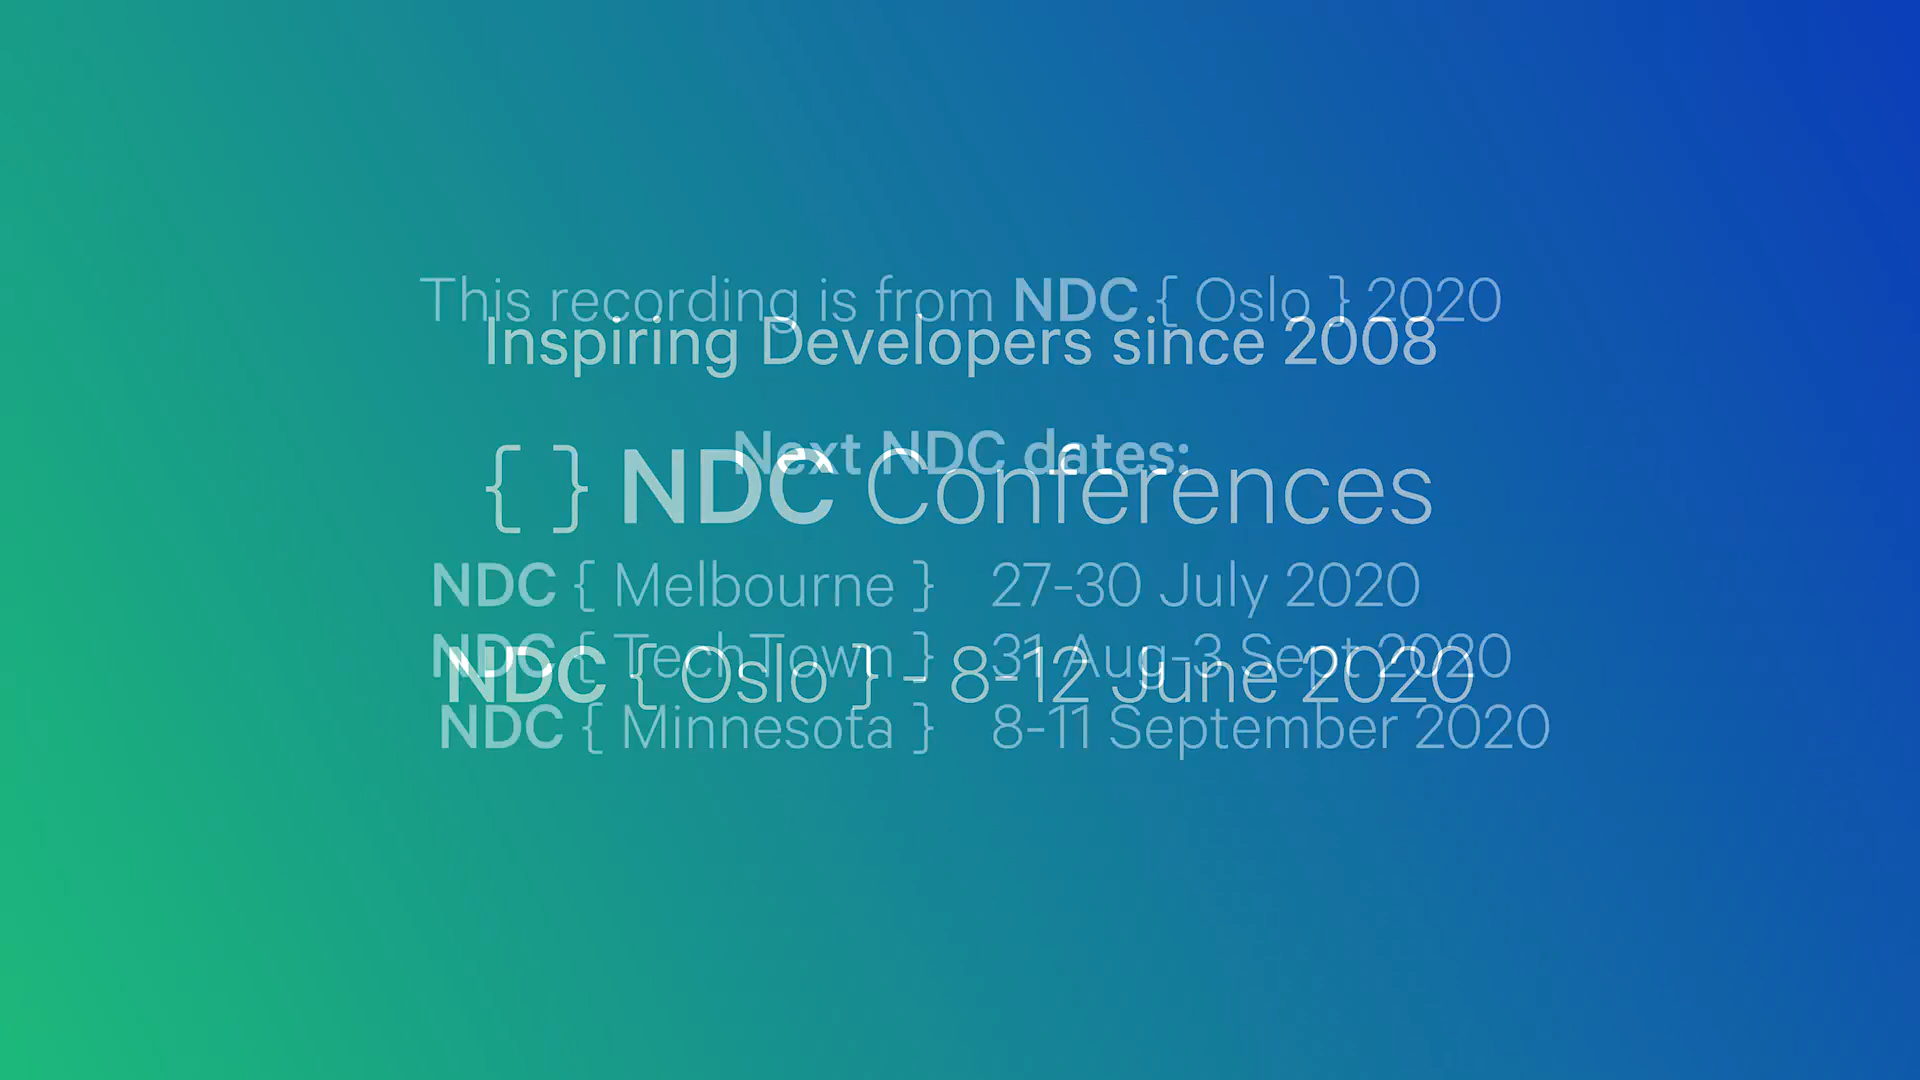 This recording is from NDC { Oslo } 2020
Inspiring Developers since 2008
Next NDC dates:
{ } NDC Conferences
NDC { Melbourne } 27-30 July 2020
NDC { TechTown } 31 Aug-3 Sept 2020
NDC { Oslo } - 8-12 June 2020
NDC { Minnesota } 8-11 September 2020